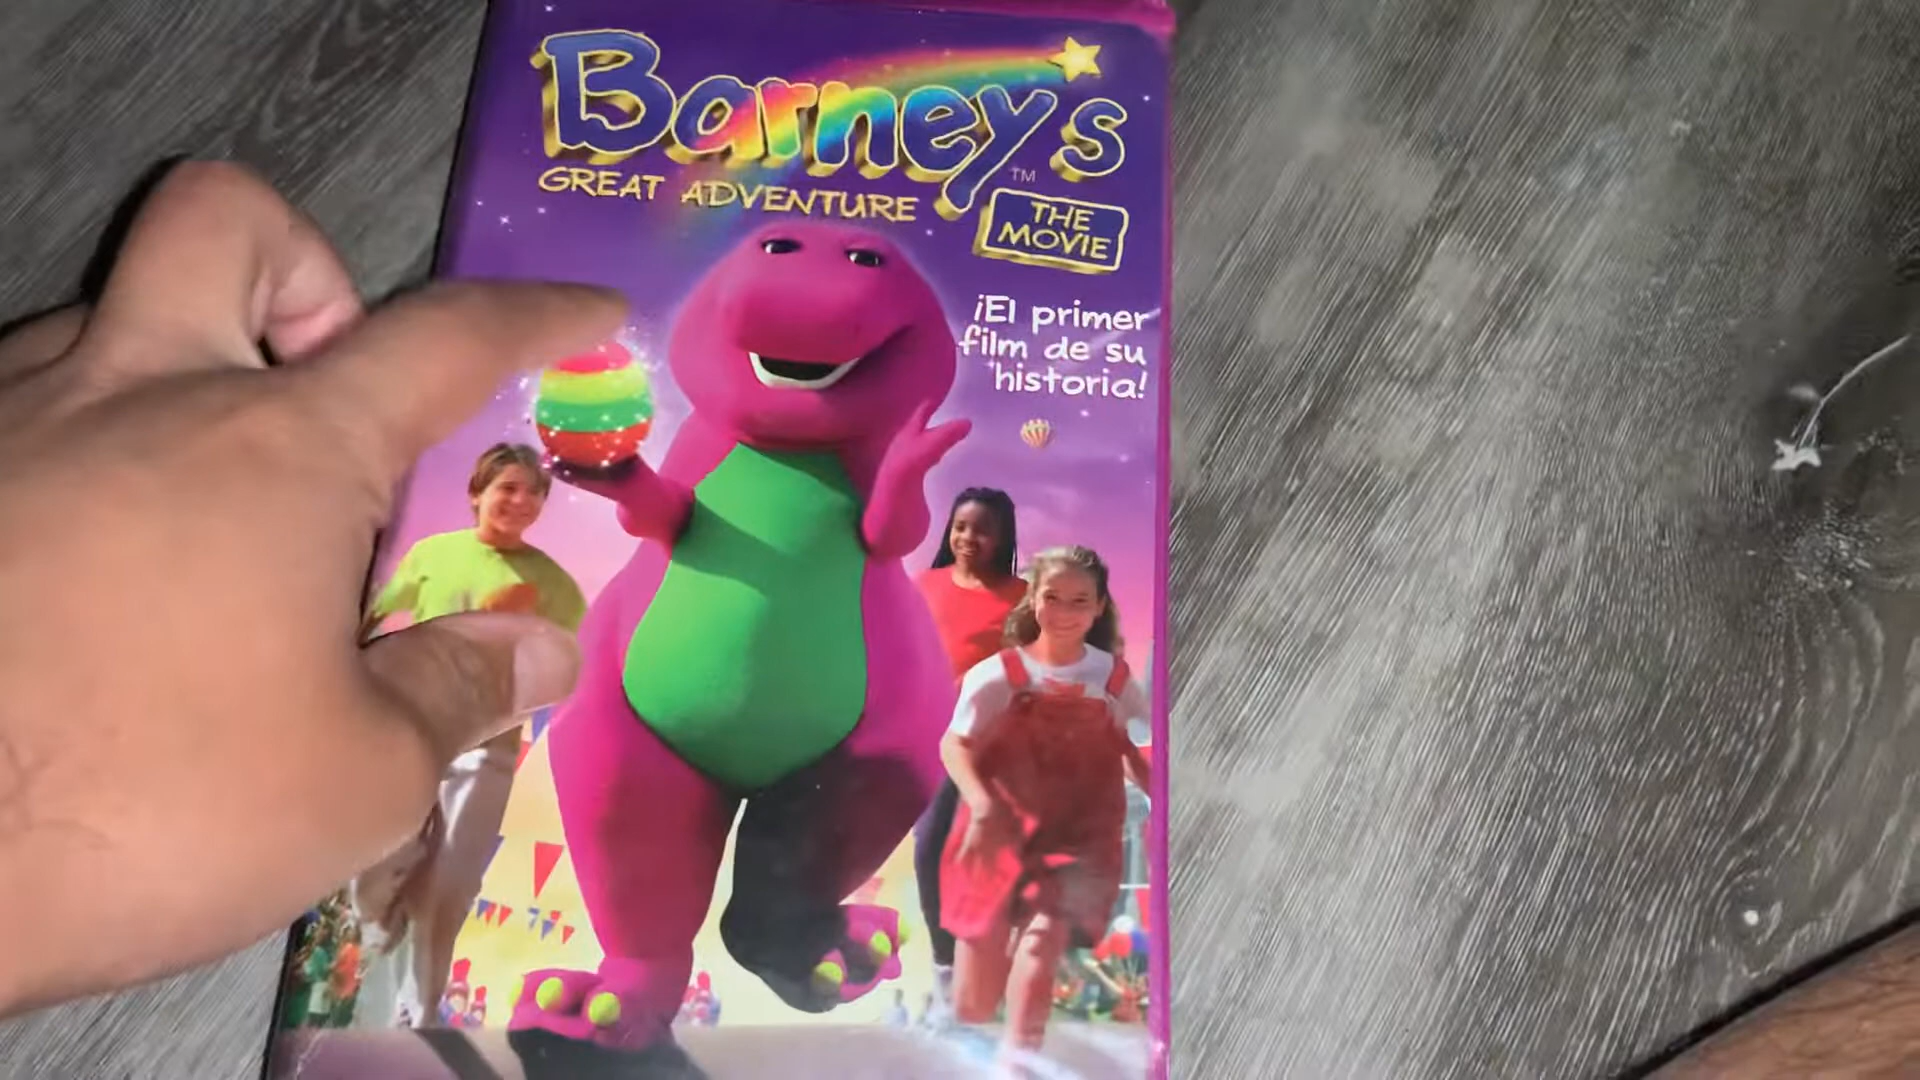 Barney's
GREAT ADVENTURE
™
THE
MOVIE
¡El primer
film de su
historia!